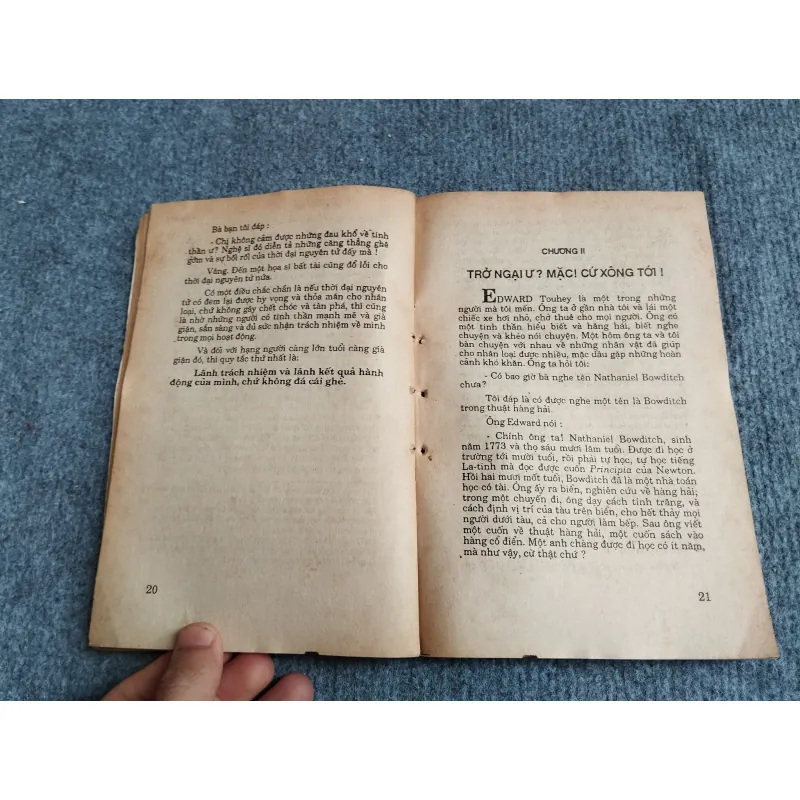 Bà bạn tôi đáp :
- Chị không cảm được những đau khổ về tinh
thần ư? Nghệ sĩ đó diễn tả những căng thẳng ghê
gớm và sự bối rối của thời đại nguyên tử đấy mà !
Vâng. Đến một họa sĩ bất tài cũng đổ lỗi cho
thời đại nguyên tử nữa.
Có một điều chắc chắn là nếu thời đại nguyên
tử có đem lại được hy vọng và thỏa mãn cho nhân
loại, chứ không gây chết chóc và tàn phá, thì cũng
là nhờ những người có tinh thần mạnh mẽ và già
giặn, sẵn sàng và đủ sức nhận trách nhiệm về mình
trong mọi hoạt động.
Và đối với hạng người càng lớn tuổi càng già
giặn đó, thì quy tắc thứ nhất là:
Lãnh trách nhiệm và lãnh kết quả hành
động của mình, chứ không đá cái ghế.
20
CHƯƠNG II
TRỞ NGẠI Ư? MẶC! CỨ XÔNG TỚI !
EDWARD Touhey là một trong những
người mà tôi mến. Ông ta ở gần nhà tôi và lái một
chiếc xe hơi nhỏ, chở thuê cho mọi người. Ông có
một tinh thần hiểu biết và hăng hái, biết nghe
chuyện và khéo nói chuyện. Một hôm ông ta và tôi
bàn chuyện với nhau về những nhân vật đã giúp
cho nhân loại được nhiều, mặc dầu gặp những hoàn
cảnh khó khăn. Ông ta hỏi tôi:
- Có bao giờ bà nghe tên Nathaniel Bowditch
chưa?
Tôi đáp là có được nghe một tên là Bowditch
trong thuật hàng hải.
Ông Edward nói :
- Chính ông ta! Nathaniel Bowditch, sinh
năm 1773 và thọ sáu mươi lăm tuổi. Được đi học ở
trường tới mười tuổi, rồi phải tự học, tự học tiếng
La-tinh mà đọc được cuốn Principia của Newton.
Hồi hai mươi mốt tuổi, Bowditch đã là một nhà toán
học có tài. Ông ấy ra biển, nghiên cứu về hàng hải;
trong một chuyến đi, ông dạy cách tính trăng, và
cách định vị trí của tàu trên biển, cho hết thảy mọi
người dưới tàu, cả cho người làm bếp. Sau ông viết
một cuốn về thuật hàng hải, một cuốn sách vào
hàng cổ điển. Một anh chàng được đi học có ít năm,
mà như vậy, cừ thật chứ ?
21